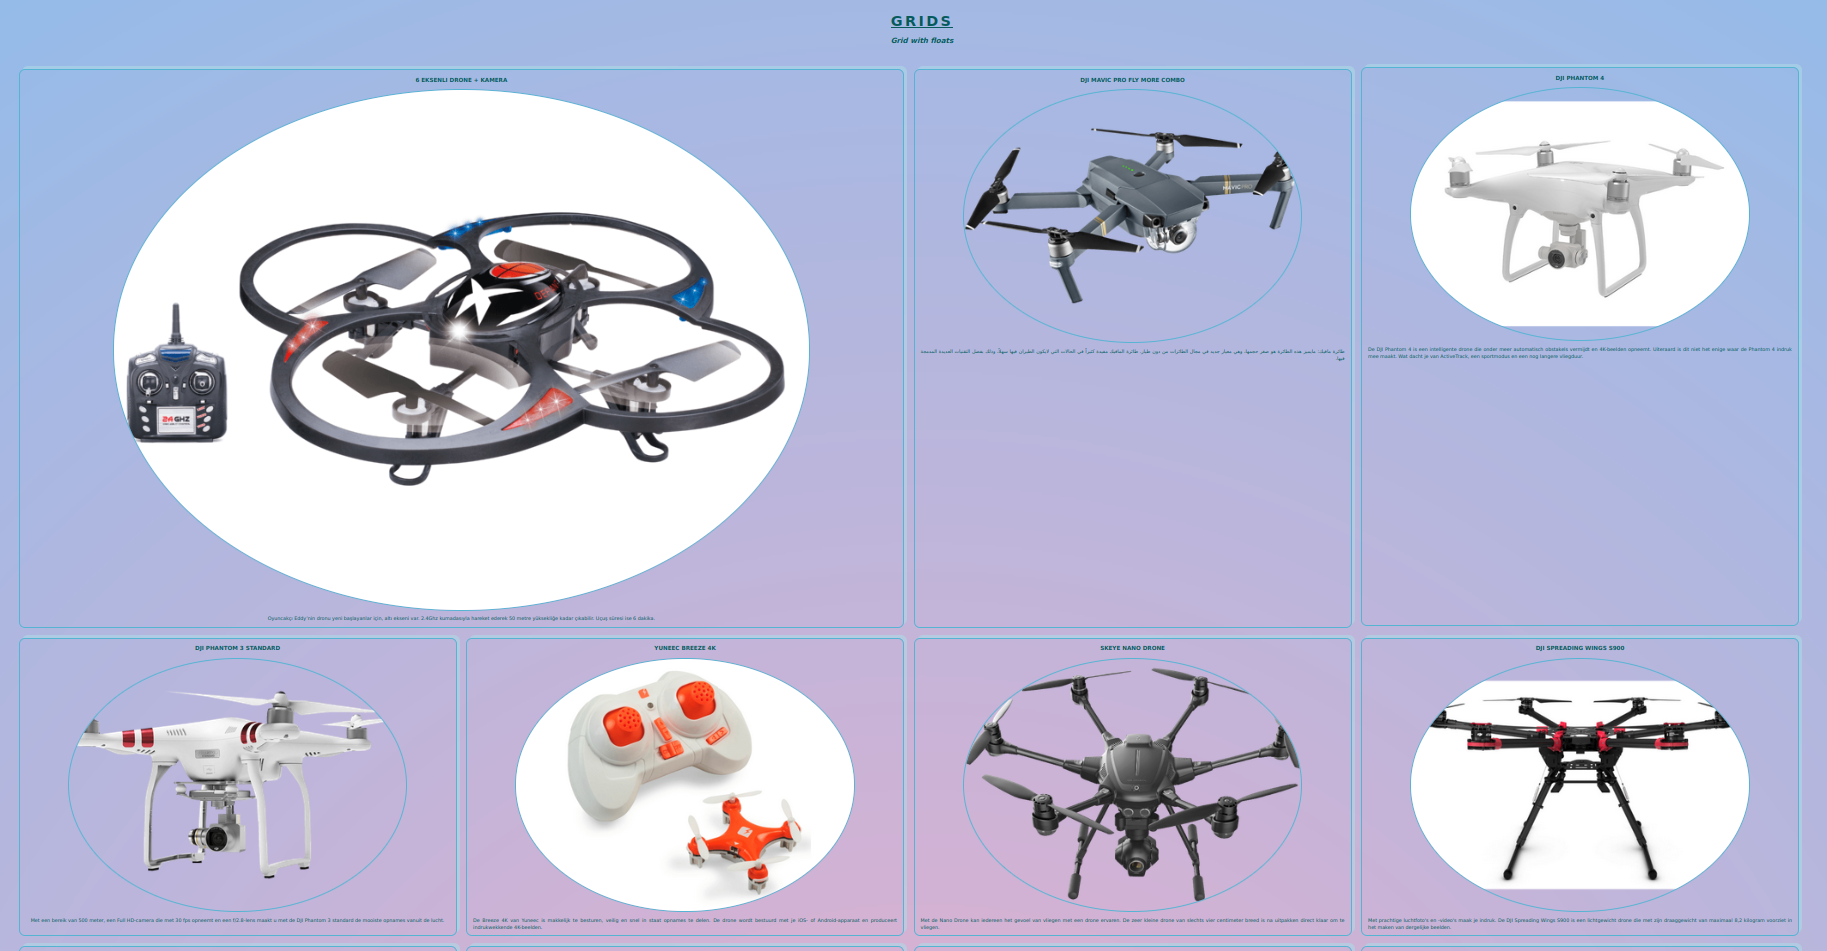 GRIDS
Grid with floats
6 EKSENLI DRONE + KAMERA
24 GHZ
Oyuncakçı Eddy'nin dronu yeni başlayanlar için, altı ekseni var. 2.4Ghz kumadasıyla hareket ederek 50 metre yüksekliğe kadar çıkabilir. Uçuş süresi ise 6 dakika.
DJI MAVIC PRO FLY MORE COMBO
MAVIC PRO
DJI PHANTOM 4
De DJI Phantom 4 is een intelligente drone die onder meer automatisch obstakels vermijdt en 4K-beelden opneemt. Uiteraard is dit niet het enige waar de Phantom 4 indruk
mee maakt. Wat dacht je van ActiveTrack, een sportmodus en een nog langere vliegduur.
DJI PHANTOM 3 STANDARD
Met een bereik van 500 meter, een Full HD-camera die met 30 fps opneemt en een f/2.8-lens maakt u met de DJI Phantom 3 standard de mooiste opnames vanuit de lucht.
YUNEEC BREEZE 4K
De Breeze 4K van Yuneec is makkelijk te besturen, veilig en snel in staat opnames te delen. De drone wordt bestuurd met je iOS- of Android-apparaat en produceert
indrukwekkende 4K-beelden.
SKEYE NANO DRONE
Met de Nano Drone kan iedereen het gevoel van vliegen met een drone ervaren. De zeer kleine drone van slechts vier centimeter breed is na uitpakken direct klaar om te
vliegen.
DJI SPREADING WINGS S900
Met prachtige luchtfoto's en -video's maak je indruk. De DJI Spreading Wings S900 is een lichtgewicht drone die met zijn draaggewicht van maximaal 8,2 kilogram voorziet in
het maken van dergelijke beelden.